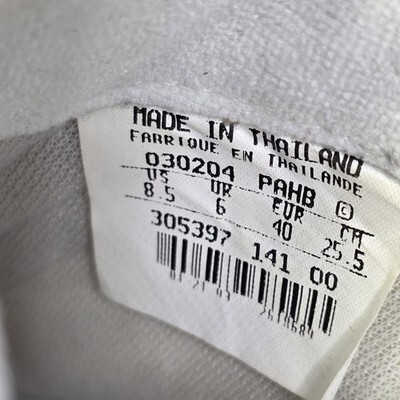 MADE IN THAILAND
FABRIQUE EN THAILANDE
030204 PAHB ©
US UK EUR CM
8.5 6 40 25.5
305397 141 00